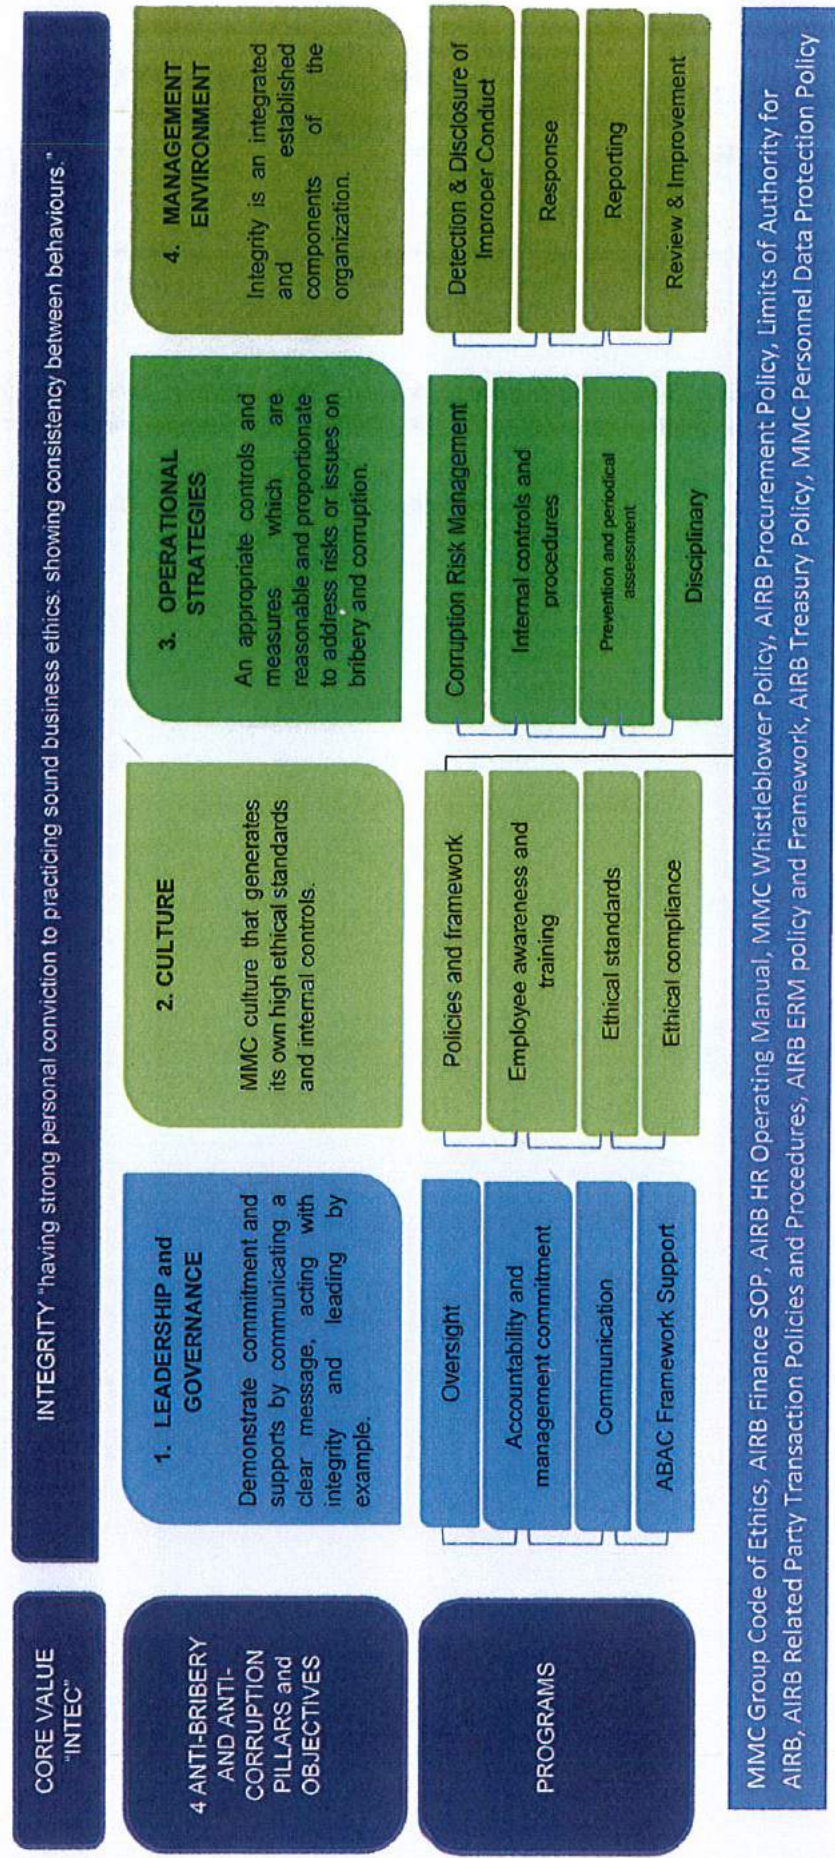 CORE VALUE
“INTEC”
INTEGRITY “having strong personal conviction to practicing sound business ethics: showing consistency between behaviours.”
4 ANTI-BRIBERY
AND ANTI-
CORRUPTION
PILLARS and
OBJECTIVES
1. LEADERSHIP and
GOVERNANCE
Demonstrate commitment and
supports by communicating a
clear message, acting with
integrity and leading by
example.
2. CULTURE
MMC culture that generates
its own high ethical standards
and internal controls.
3. OPERATIONAL
STRATEGIES
An appropriate controls and
measures which are
reasonable and proportionate
to address risks or issues on
bribery and corruption.
4. MANAGEMENT
ENVIRONMENT
Integrity is an integrated
and established
components of the
organization.
PROGRAMS
Oversight
Accountability and
management commitment
Communication
ABAC Framework Support
Policies and framework
Employee awareness and
training
Ethical standards
Ethical compliance
Corruption Risk Management
Internal controls and
procedures
Prevention and periodical
assessment
Disciplinary
Detection & Disclosure of
Improper Conduct
Response
Reporting
Review & Improvement
MMC Group Code of Ethics, AIRB Finance SOP, AIRB HR Operating Manual, MMC Whistleblower Policy, AIRB Procurement Policy, Limits of Authority for
AIRB, AIRB Related Party Transaction Policies and Procedures, AIRB ERM policy and Framework, AIRB Treasury Policy, MMC Personnel Data Protection Policy